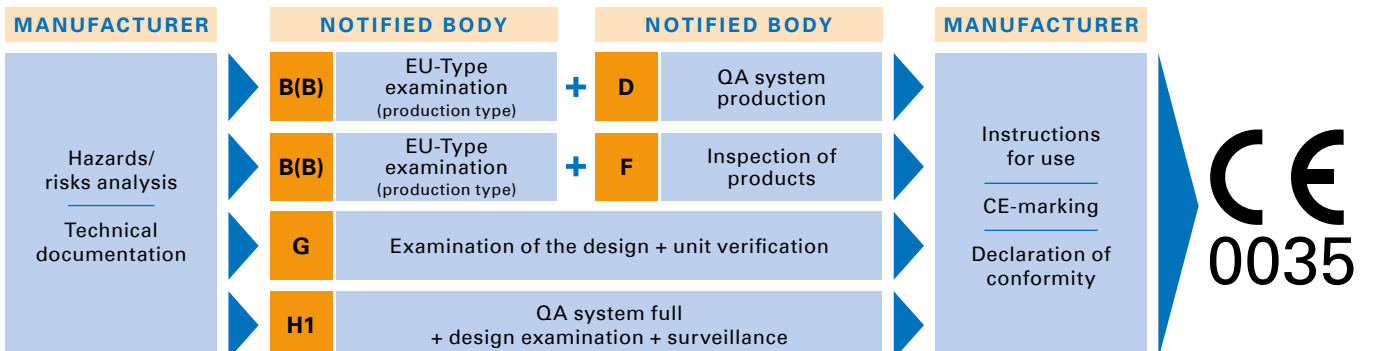 MANUFACTURER
NOTIFIED BODY
NOTIFIED BODY
MANUFACTURER
Hazards/
risks analysis
Technical
documentation
B(B)
EU-Type
examination
(production type)
+
D
QA system
production
B(B)
EU-Type
examination
(production type)
+
F
Inspection of
products
G
Examination of the design + unit verification
H1
QA system full
+ design examination + surveillance
Instructions
for use
CE-marking
Declaration of
conformity
CE
0035